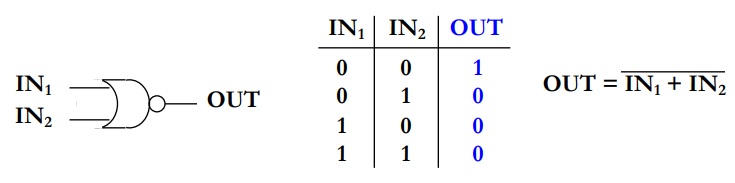 IN₁
IN₂
OUT
IN₁ IN₂ OUT
0 0 1
0 1 0
1 0 0
1 1 0
OUT = \overline{IN₁ + IN₂}